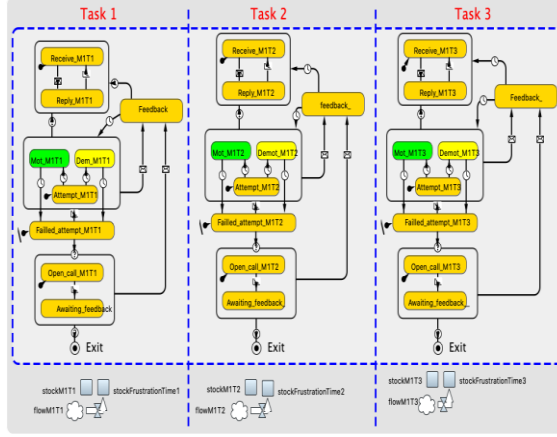 Task 1
Task 2
Task 3
Receive_M1T1
Reply_M1T1
Feedback
Mot_M1T1
Dem_M1T1
Attempt_M1T1
Failled_attempt_M1T1
Open_call_M1T1
Awaiting_feedback
Exit
Receive_M1T2
Reply_M1T2
feedback_
Mot_M1T2
Demot_M1T2
Attempt_M1T2
Failled_attempt_M1T2
Open_call_M1T2
Awaiting_feedback_
Exit
Receive_M1T3
Reply_M1T3
Feedback_
Mot_M1T3
Demot_M1T3
Attempt_M1T3
Failled_attempt_M1T3
Open_call_M1T3
Awaiting_feedback__
Exit
stockM1T1
stockFrustrationTime1
flowM1T1
stockM1T2
stockFrustrationTime2
flowM1T2
stockM1T3
stockFrustrationTime3
flowM1T3